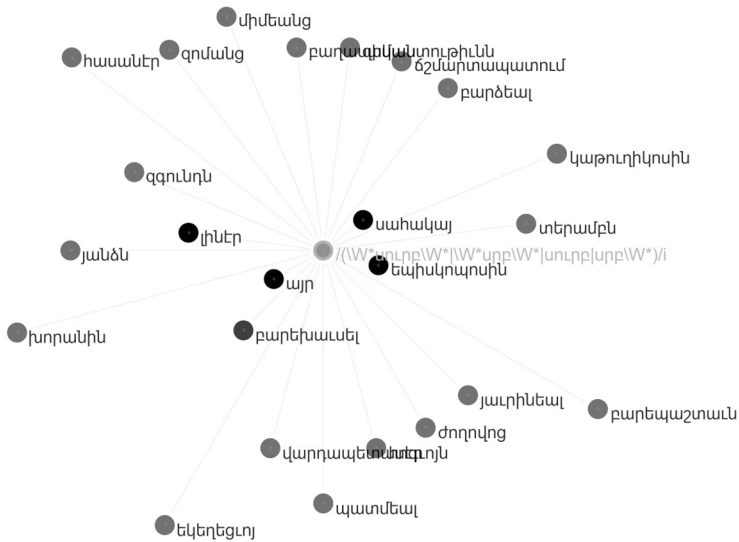 միմեանց
հասանէր
զոմանց
ճշմարտապատում
բարձեալ
կաթուղիկոսին
զգունդն
սահակայ
տերամբն
լինէր
յանձն
/(\W*սուրբ\W*|\W*սրբ\W*|սուրբ|սրբ\W*)/i
եպիսկոպոսին
այր
խորանին
բարեխաւսել
յաւրինեալ
բարեպաշտաւն
ժողովոց
պատմեալ
եկեղեցւոյ